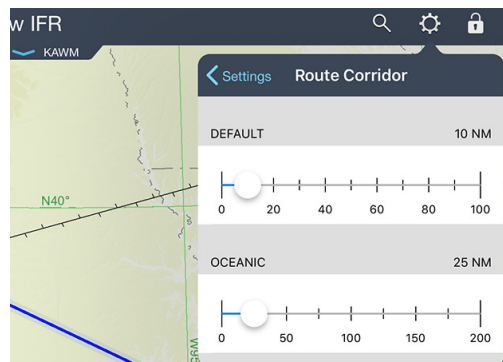 w IFR
KAWM
Settings
Route Corridor
DEFAULT 10 NM
N40°
0 20 40 60 80 100
OCEANIC 25 NM
0 50 100 150 200
W95